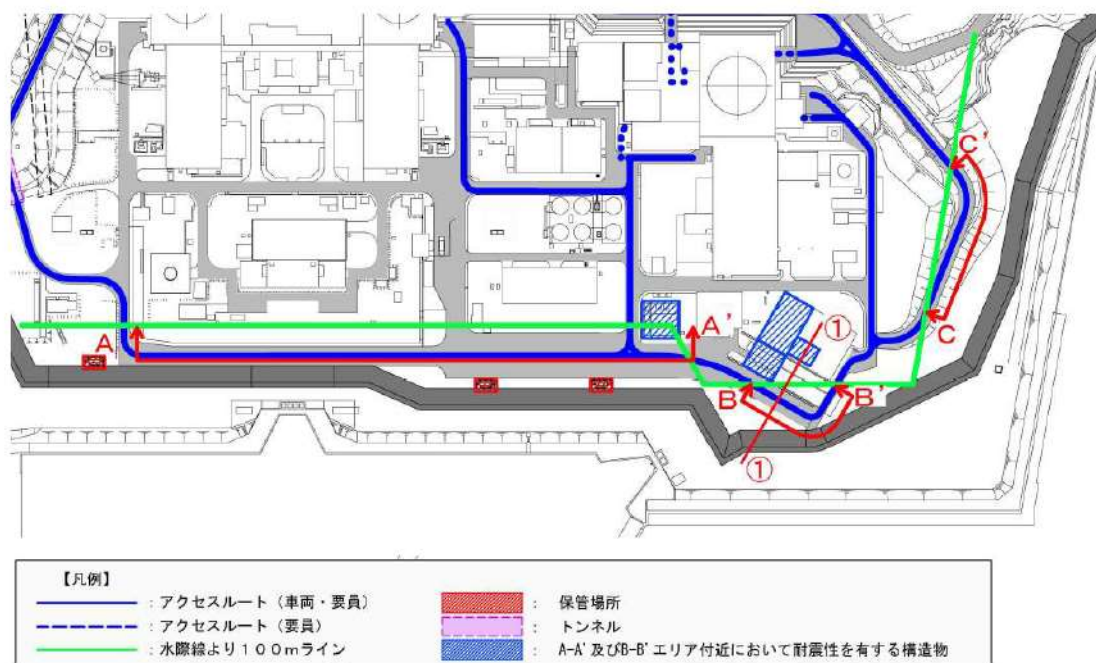 C'
A
A'
①
C
B
B'
①
【凡例】
：アクセスルート（車両・要員）
：アクセスルート（要員）
：水際線より１００ｍライン
： 保管場所
： トンネル
： A-A'及びB-B'エリア付近において耐震性を有する構造物